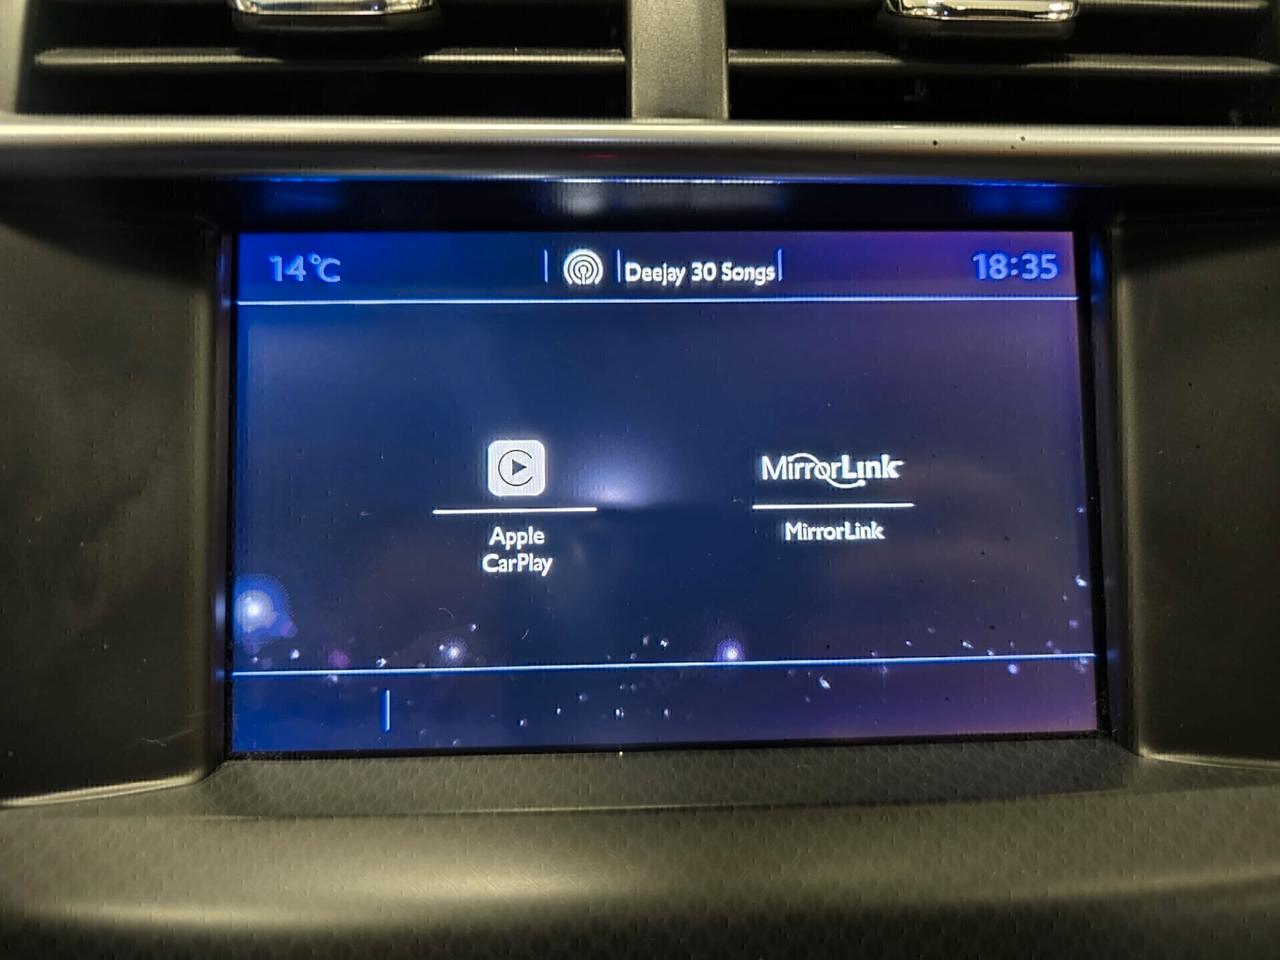 14°C
Deejay 30 Songs
18:35
MirrorLink
Apple
CarPlay
MirrorLink